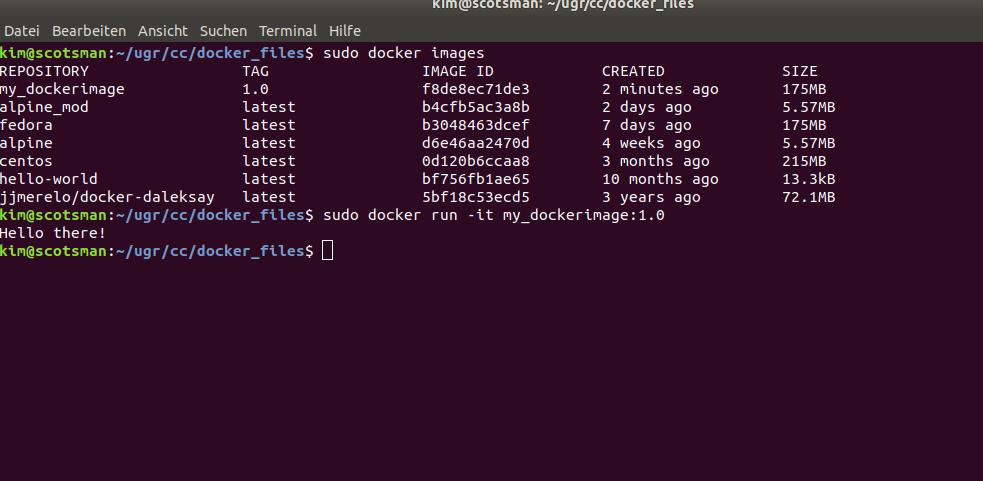 kim@scotsman: ~/ugr/cc/docker_files
Datei Bearbeiten Ansicht Suchen Terminal Hilfe
kim@scotsman:~/ugr/cc/docker_files$ sudo docker images
REPOSITORY TAG IMAGE ID CREATED SIZE
my_dockerimage 1.0 f8de8ec71de3 2 minutes ago 175MB
alpine_mod latest b4cfb5ac3a8b 2 days ago 5.57MB
fedora latest b3048463dcef 7 days ago 175MB
alpine latest d6e46aa2470d 4 weeks ago 5.57MB
centos latest 0d120b6ccaa8 3 months ago 215MB
hello-world latest bf756fb1ae65 10 months ago 13.3kB
jjmerelo/docker-daleksay latest 5bf18c53ecd5 3 years ago 72.1MB
kim@scotsman:~/ugr/cc/docker_files$ sudo docker run -it my_dockerimage:1.0
Hello there!
kim@scotsman:~/ugr/cc/docker_files$